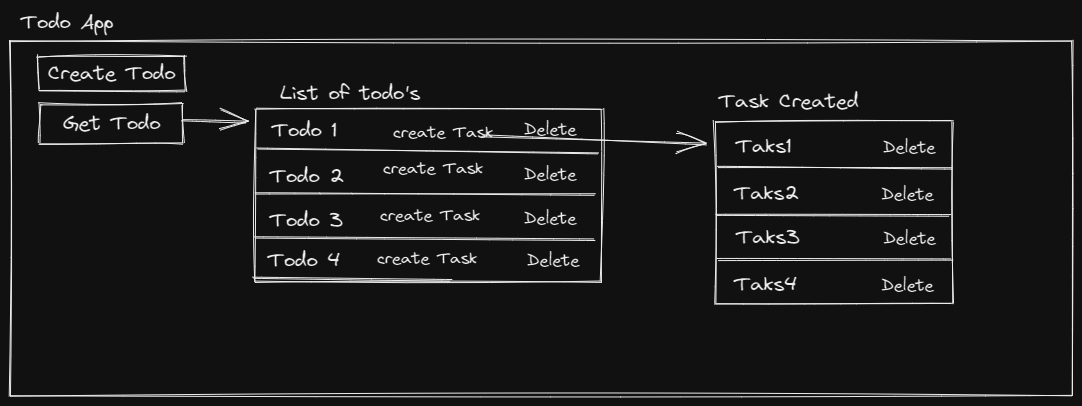 Todo App
Create Todo
Get Todo
List of todo's
Todo 1 create Task Delete
Todo 2 create Task Delete
Todo 3 create Task Delete
Todo 4 create Task Delete
Task Created
Taks1 Delete
Taks2 Delete
Taks3 Delete
Taks4 Delete